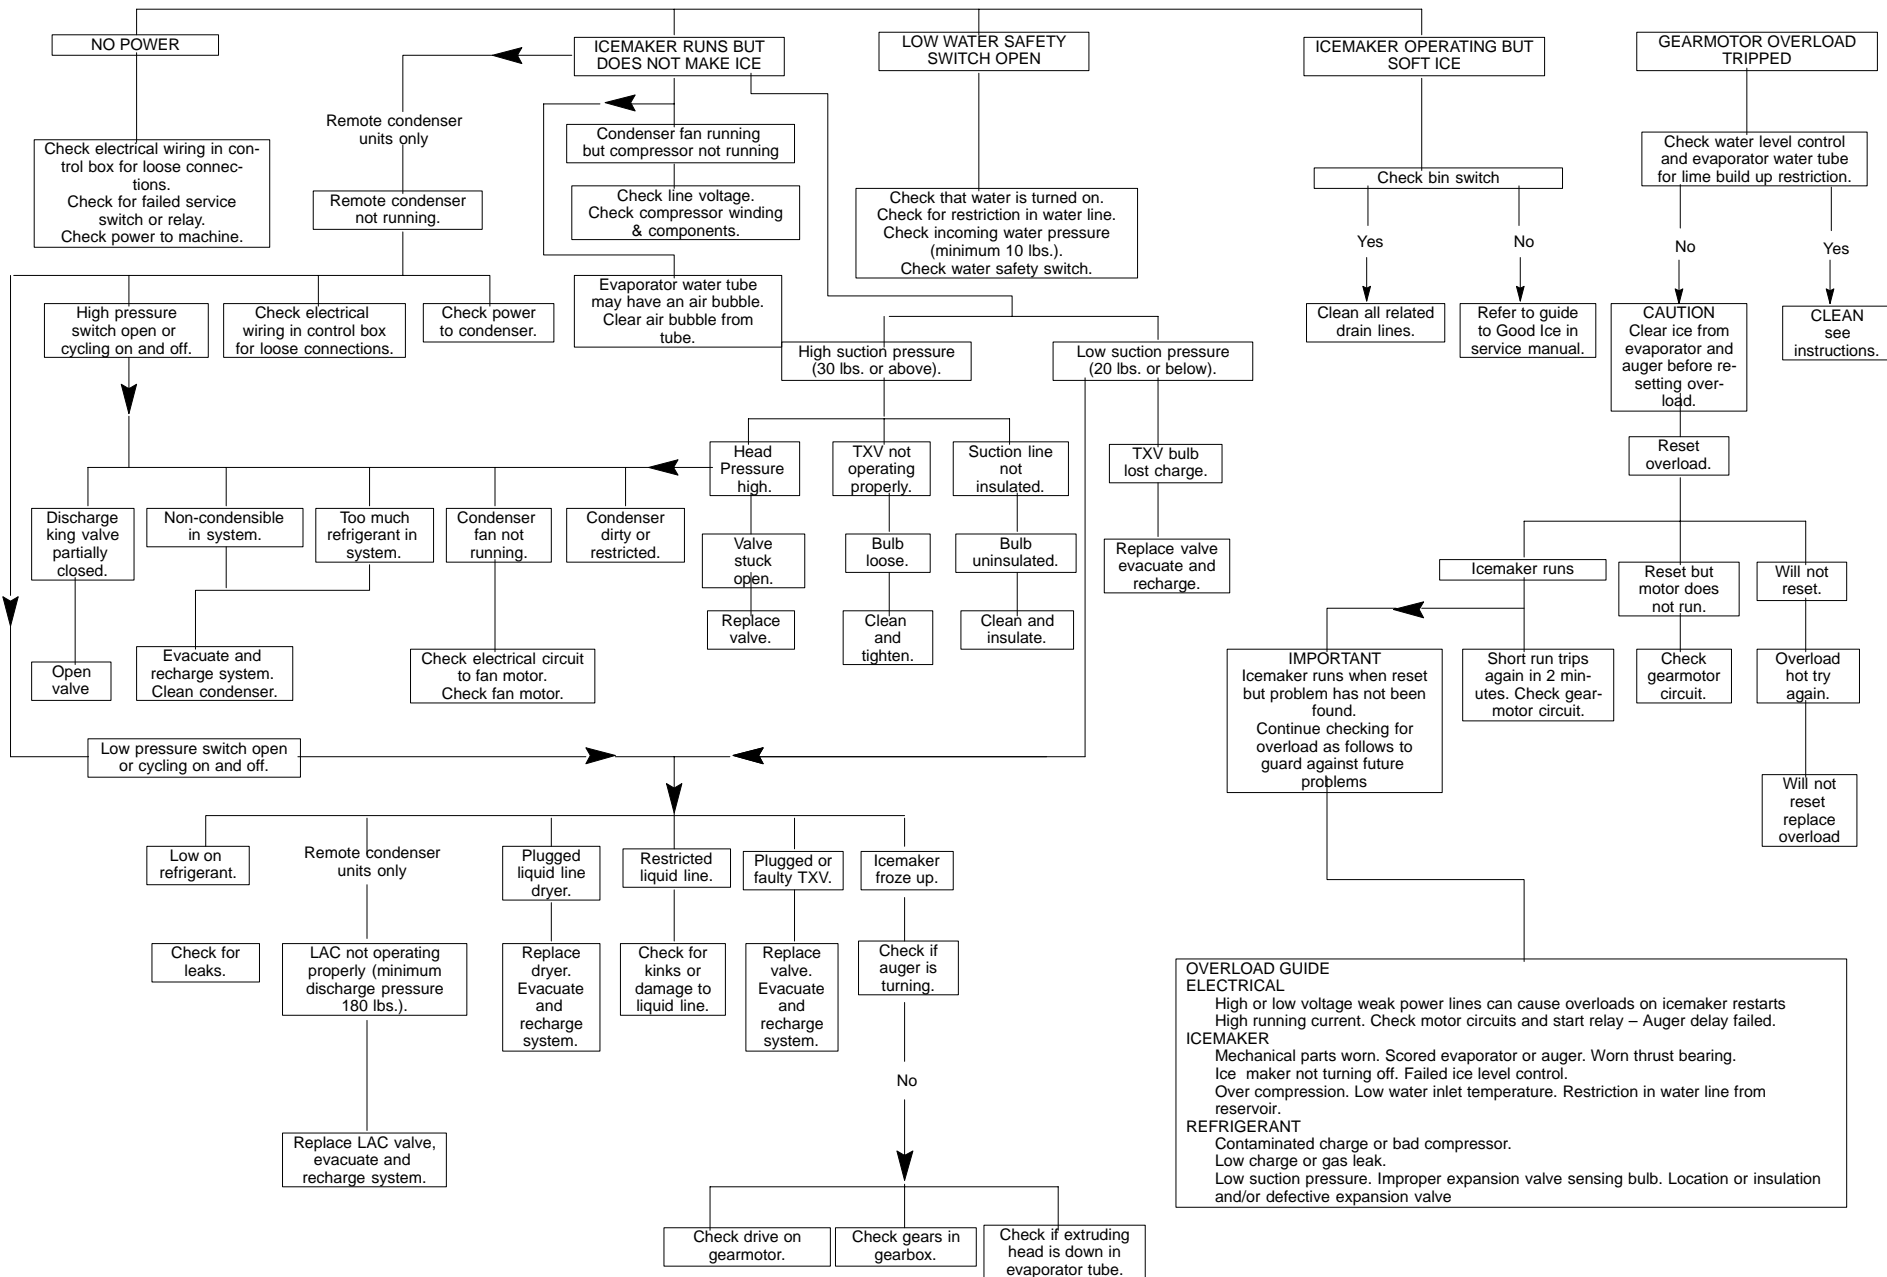 NO POWER
ICEMAKER RUNS BUT
DOES NOT MAKE ICE
LOW WATER SAFETY
SWITCH OPEN
ICEMAKER OPERATING BUT
SOFT ICE
GEARMOTOR OVERLOAD
TRIPPED
Check electrical wiring in con-
trol box for loose connec-
tions.
Check for failed service
switch or relay.
Check power to machine.
Remote condenser
units only
Remote condenser
not running.
Condenser fan running
but compressor not running
Check line voltage.
Check compressor winding
& components.
Check that water is turned on.
Check for restriction in water line.
Check incoming water pressure
(minimum 10 lbs.).
Check water safety switch.
Check bin switch
Check water level control
and evaporator water tube
for lime build up restriction.
Yes
No
No
Yes
High pressure
switch open or
cycling on and off.
Check electrical
wiring in control box
for loose connections.
Check power
to condenser.
Evaporator water tube
may have an air bubble.
Clear air bubble from
tube.
Clean all related
drain lines.
Refer to guide
to Good Ice in
service manual.
CAUTION
Clear ice from
evaporator and
auger before re-
setting over-
load.
CLEAN
see
instructions.
High suction pressure
(30 lbs. or above).
Low suction pressure
(20 lbs. or below).
Head
Pressure
high.
TXV not
operating
properly.
Suction line
not
insulated.
TXV bulb
lost charge.
Reset
overload.
Discharge
king valve
partially
closed.
Non-condensible
in system.
Too much
refrigerant in
system.
Condenser
fan not
running.
Condenser
dirty or
restricted.
Valve
stuck
open.
Bulb
loose.
Bulb
uninsulated.
Replace valve
evacuate and
recharge.
Icemaker runs
Reset but
motor does
not run.
Will not
reset.
Replace
valve.
Clean
and
tighten.
Clean and
insulate.
Open
valve
Evacuate and
recharge system.
Clean condenser.
Check electrical circuit
to fan motor.
Check fan motor.
IMPORTANT
Icemaker runs when reset
but problem has not been
found.
Continue checking for
overload as follows to
guard against future
problems
Short run trips
again in 2 min-
utes. Check gear-
motor circuit.
Check
gearmotor
circuit.
Overload
hot try
again.
Low pressure switch open
or cycling on and off.
Will not
reset
replace
overload
Low on
refrigerant.
Remote condenser
units only
Plugged
liquid line
dryer.
Restricted
liquid line.
Plugged or
faulty TXV.
Icemaker
froze up.
Check for
leaks.
LAC not operating
properly (minimum
discharge pressure
180 lbs.).
Replace
dryer.
Evacuate
and
recharge
system.
Check for
kinks or
damage to
liquid line.
Replace
valve.
Evacuate
and
recharge
system.
Check if
auger is
turning.
No
Replace LAC valve,
evacuate and
recharge system.
Check drive on
gearmotor.
Check gears in
gearbox.
Check if extruding
head is down in
evaporator tube.
OVERLOAD GUIDE
ELECTRICAL
High or low voltage weak power lines can cause overloads on icemaker restarts
High running current. Check motor circuits and start relay – Auger delay failed.
ICEMAKER
Mechanical parts worn. Scored evaporator or auger. Worn thrust bearing.
Ice maker not turning off. Failed ice level control.
Over compression. Low water inlet temperature. Restriction in water line from
reservoir.
REFRIGERANT
Contaminated charge or bad compressor.
Low charge or gas leak.
Low suction pressure. Improper expansion valve sensing bulb. Location or insulation
and/or defective expansion valve